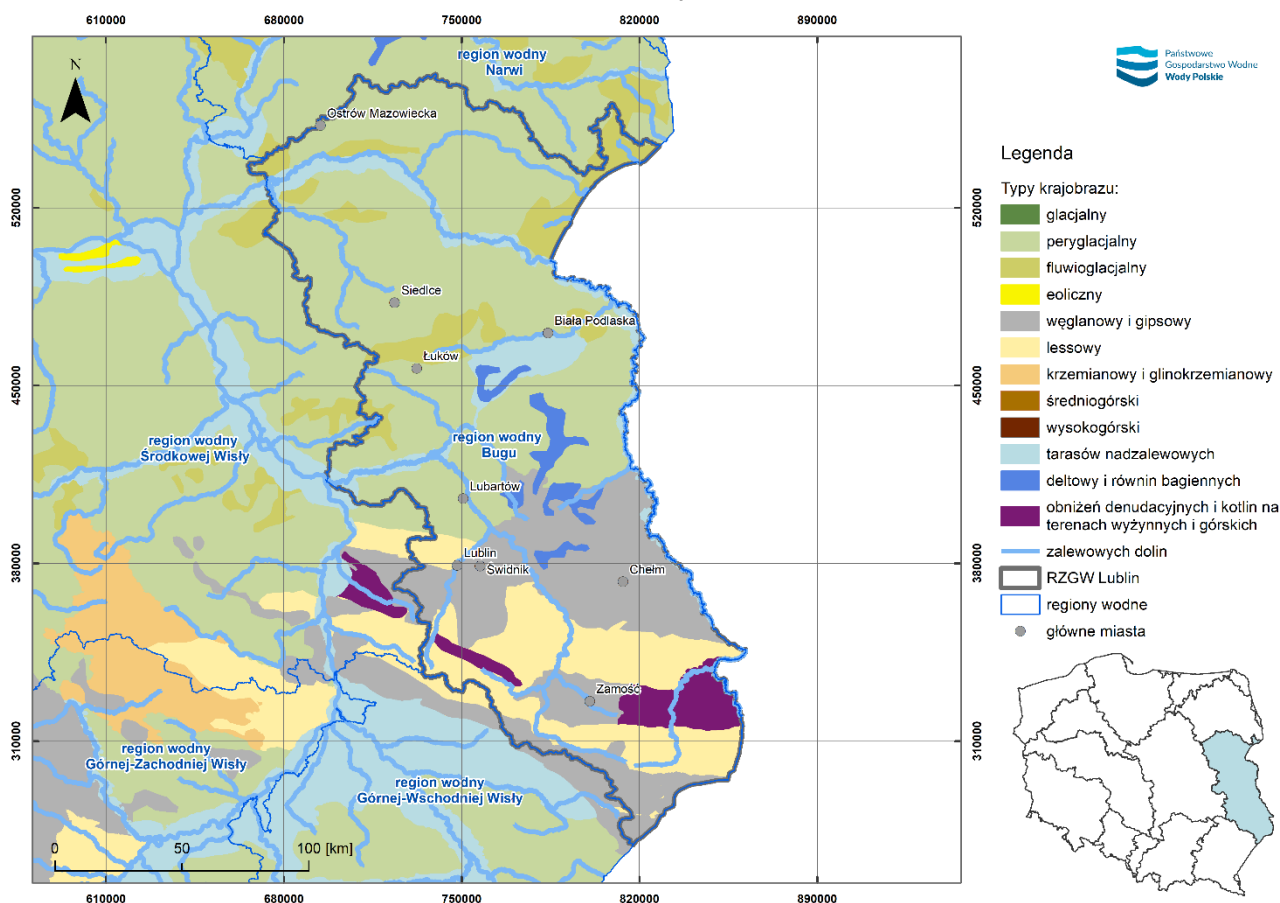 610000
680000
750000
820000
890000
region wodny
Narwi
N
Ostrów Mazowiecka
Państwowe
Gospodarstwo Wodne
Wody Polskie
Legenda
Typy krajobrazu:
glacjalny
peryglacjalny
fluwioglacjalny
eoliczny
węglanowy i gipsowy
lessowy
krzemianowy i glinokrzemianowy
średniogórski
wysokogórski
tarasów nadzalewowych
deltowy i równin bagiennych
obniżeń denudacyjnych i kotlin na
terenach wyżynnych i górskich
zalewowych dolin
RZGW Lublin
regiony wodne
główne miasta
520000
520000
Siedlce
Biała Podlaska
Łuków
450000
450000
region wodny
Środkowej Wisły
region wodny
Bugu
Lubartów
Lublin
Świdnik
Chełm
380000
380000
Zamość
310000
310000
region wodny
Górnej-Zachodniej Wisły
region wodny
Górnej-Wschodniej Wisły
0
50
100 [km]
610000
680000
750000
820000
890000